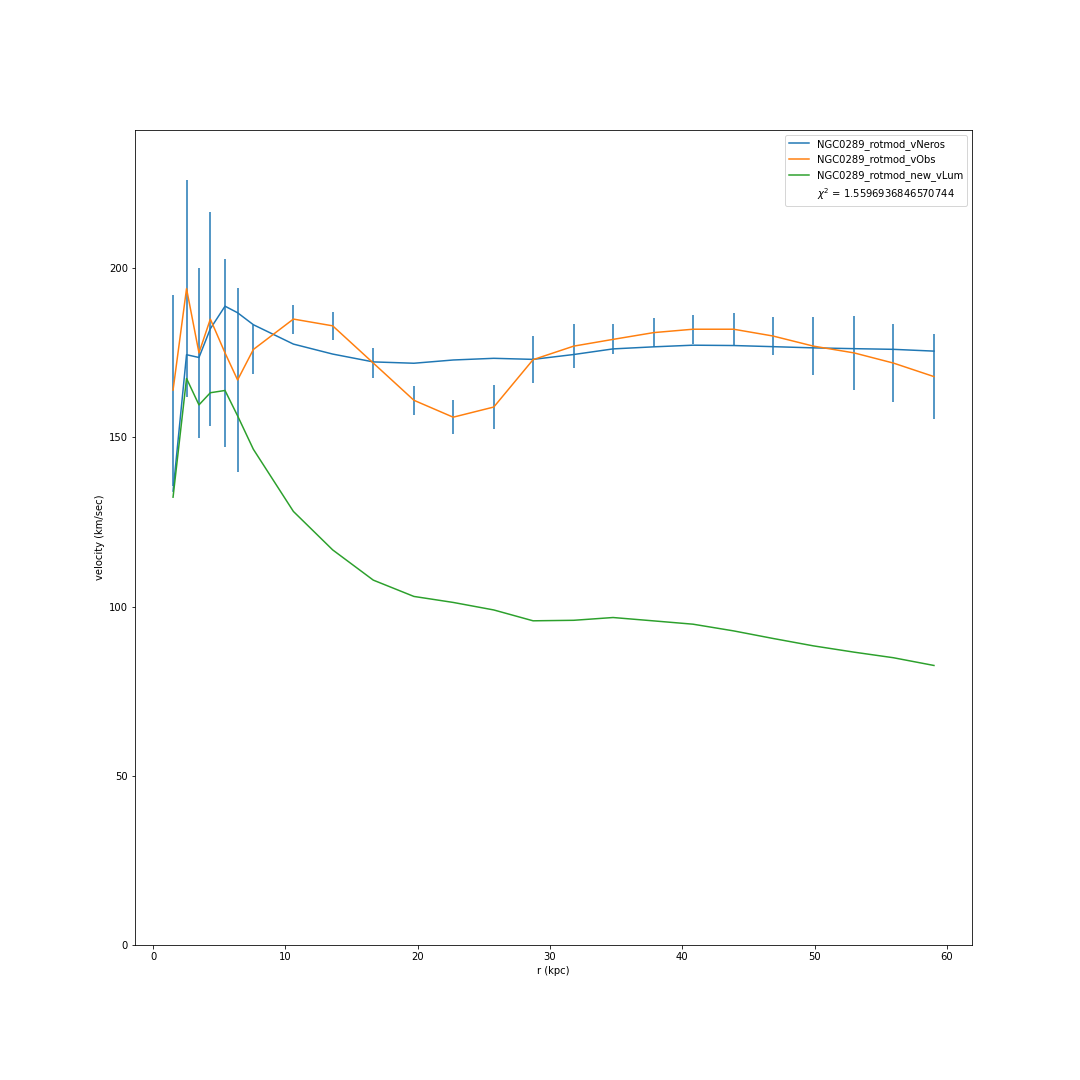 NGC0289_rotmod_vNeros
NGC0289_rotmod_vObs
NGC0289_rotmod_new_vLum
χ² = 1.5596936846570744
200
150
100
50
0
velocity (km/sec)
0 10 20 30 40 50 60
r (kpc)